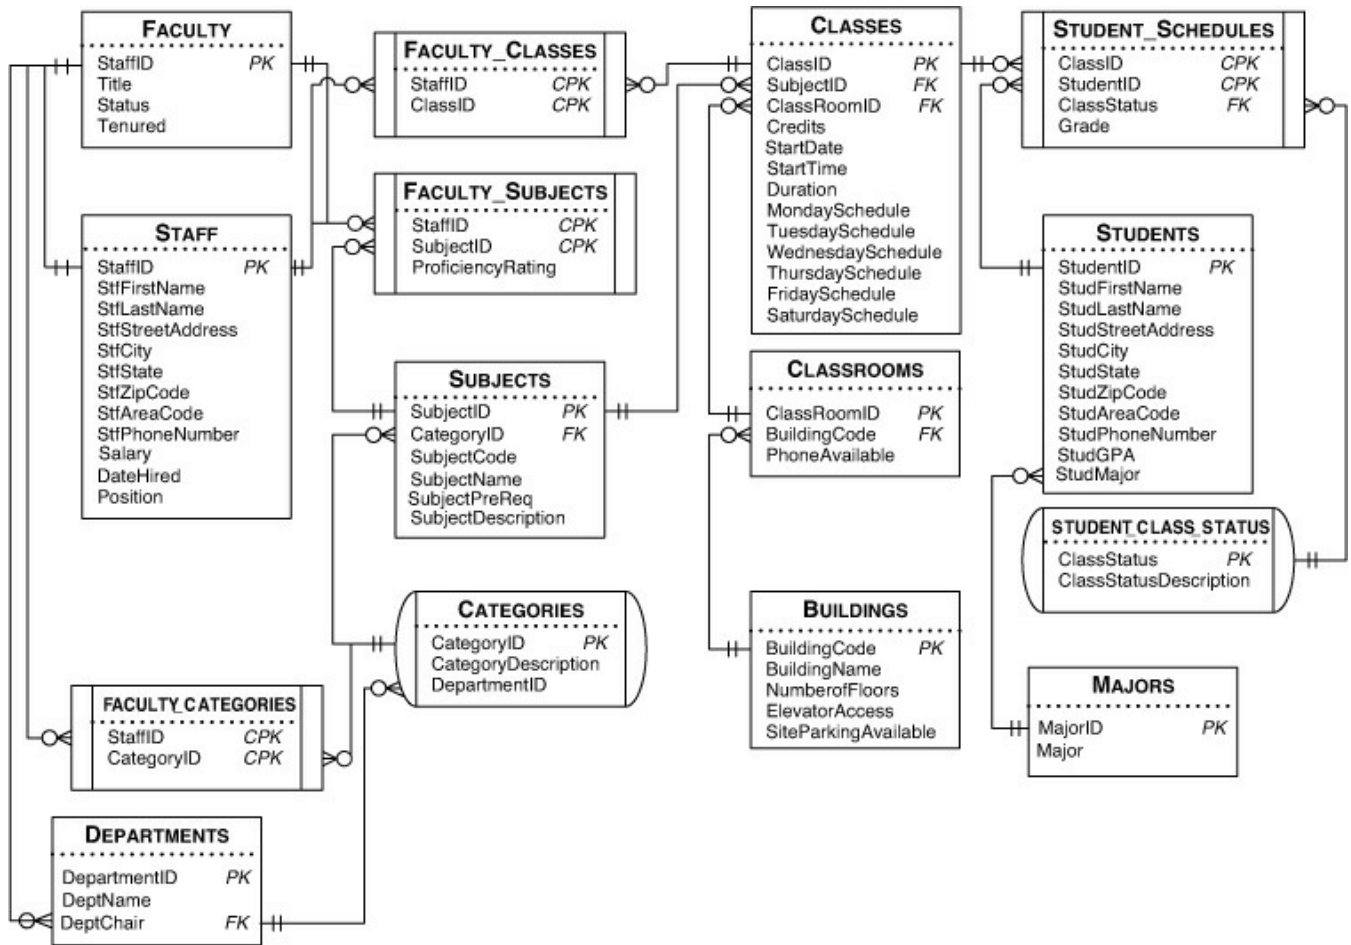 FACULTY
StaffID PK
Title
Status
Tenured
STAFF
StaffID PK
StfFirstName
StfLastName
StfStreetAddress
StfCity
StfState
StfZipCode
StfAreaCode
StfPhoneNumber
Salary
DateHired
Position
FACULTY_CATEGORIES
StaffID CPK
CategoryID CPK
DEPARTMENTS
DepartmentID PK
DeptName
DeptChair FK
FACULTY_CLASSES
StaffID CPK
ClassID CPK
FACULTY_SUBJECTS
StaffID CPK
SubjectID CPK
ProficiencyRating
SUBJECTS
SubjectID PK
CategoryID FK
SubjectCode
SubjectName
SubjectPreReq
SubjectDescription
CATEGORIES
CategoryID PK
CategoryDescription
DepartmentID
CLASSES
ClassID PK
SubjectID FK
ClassRoomID FK
Credits
StartDate
StartTime
Duration
MondaySchedule
TuesdaySchedule
WednesdaySchedule
ThursdaySchedule
FridaySchedule
SaturdaySchedule
CLASSROOMS
ClassRoomID PK
BuildingCode FK
PhoneAvailable
BUILDINGS
BuildingCode PK
BuildingName
NumberofFloors
ElevatorAccess
SiteParkingAvailable
STUDENT_SCHEDULES
ClassID CPK
StudentID CPK
ClassStatus FK
Grade
STUDENTS
StudentID PK
StudFirstName
StudLastName
StudStreetAddress
StudCity
StudState
StudZipCode
StudAreaCode
StudPhoneNumber
StudGPA
StudMajor
STUDENT_CLASS_STATUS
ClassStatus PK
ClassStatusDescription
MAJORS
MajorID PK
Major